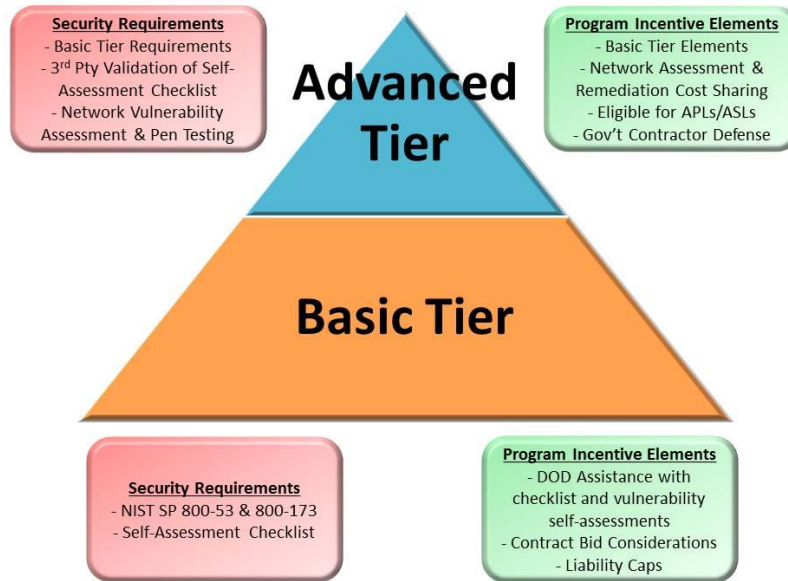 Security Requirements
- Basic Tier Requirements
- 3rd Pty Validation of Self-
Assessment Checklist
- Network Vulnerability
Assessment & Pen Testing
Advanced
Tier
Program Incentive Elements
- Basic Tier Elements
- Network Assessment &
Remediation Cost Sharing
- Eligible for APLs/ASLs
- Gov't Contractor Defense
Basic Tier
Security Requirements
- NIST SP 800-53 & 800-173
- Self-Assessment Checklist
Program Incentive Elements
- DOD Assistance with
checklist and vulnerability
self-assessments
- Contract Bid Considerations
- Liability Caps